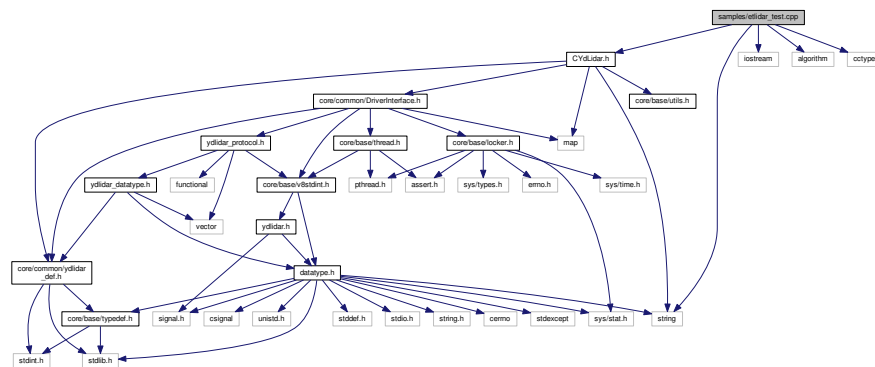 samples/etlidar_test.cpp
CYdLidar.h
iostream
algorithm
cctype
core/common/DriverInterface.h
core/base/utils.h
ydlidar_protocol.h
core/base/thread.h
core/base/locker.h
map
ydlidar_datatype.h
functional
core/base/v8stdint.h
pthread.h
assert.h
sys/types.h
errno.h
sys/time.h
vector
ydlidar.h
core/common/ydlidar
_def.h
datatype.h
core/base/typedef.h
signal.h
csignal
unistd.h
stddef.h
stdio.h
string.h
cerrno
stdexcept
sys/stat.h
string
stdint.h
stdlib.h